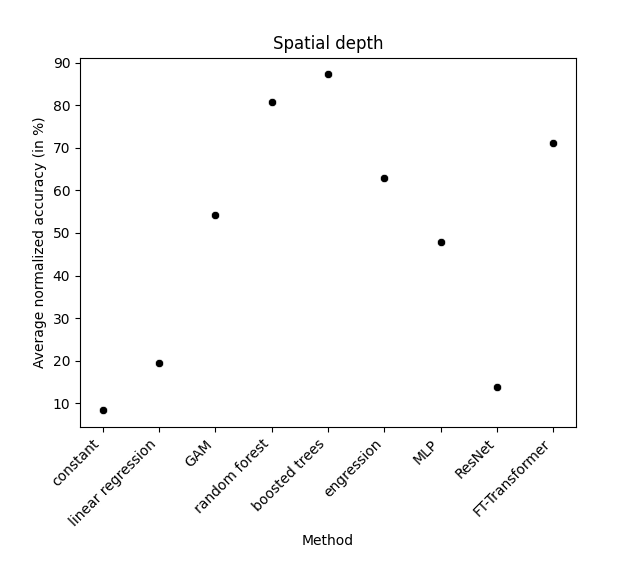 Spatial depth
Average normalized accuracy (in %)
90
80
70
60
50
40
30
20
10
constant
linear regression
GAM
random forest
boosted trees
engression
MLP
ResNet
FT-Transformer
Method